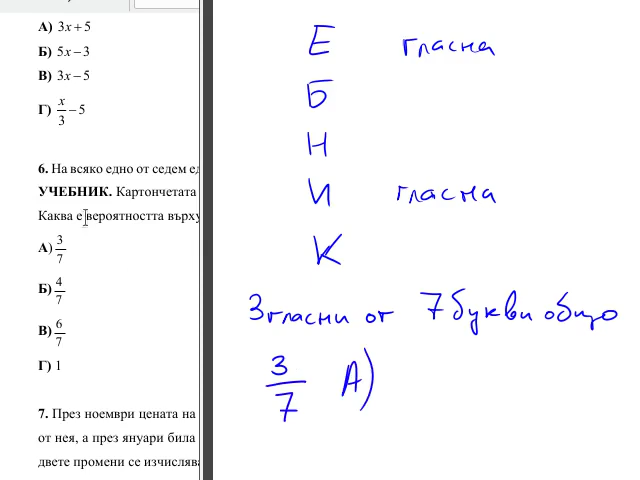 А) 3x + 5
Б) 5x − 3
В) 3x − 5
Г) x/3 − 5
6. На всяко едно от седем ед
УЧЕБНИК. Картончетата
Каква е вероятността върху
А) 3/7
Б) 4/7
В) 6/7
Г) 1
7. През ноември цената на
от нея, а през януари била
двете промени се изчислява
Е гласна
Б
Н
И гласна
К
3 гласни от 7 букви общо
3/7 А)